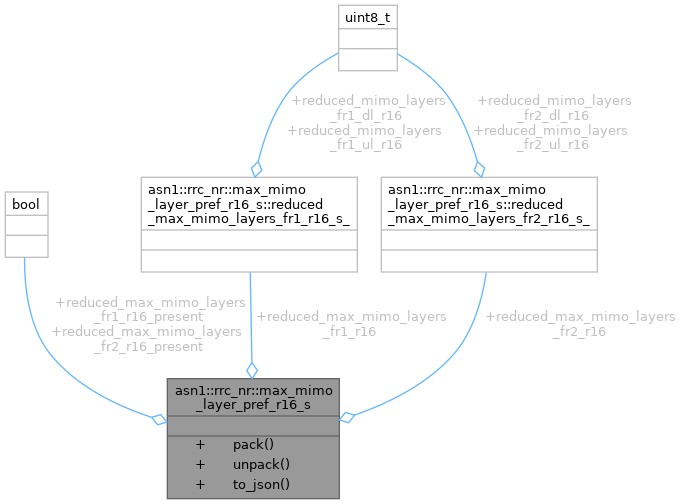 uint8_t
+reduced_mimo_layers
_fr1_dl_r16
+reduced_mimo_layers
_fr1_ul_r16
+reduced_mimo_layers
_fr2_dl_r16
+reduced_mimo_layers
_fr2_ul_r16
asn1::rrc_nr::max_mimo
_layer_pref_r16_s::reduced
_max_mimo_layers_fr1_r16_s_
asn1::rrc_nr::max_mimo
_layer_pref_r16_s::reduced
_max_mimo_layers_fr2_r16_s_
bool
+reduced_max_mimo_layers
_fr1_r16_present
+reduced_max_mimo_layers
_fr2_r16_present
+reduced_max_mimo_layers
_fr1_r16
+reduced_max_mimo_layers
_fr2_r16
asn1::rrc_nr::max_mimo
_layer_pref_r16_s
+ pack()
+ unpack()
+ to_json()